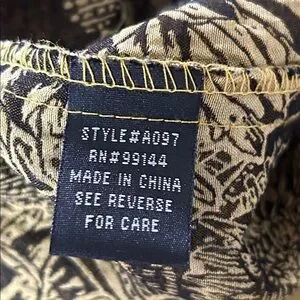 STYLE#A097
RN#99144
MADE IN CHINA
SEE REVERSE
FOR CARE